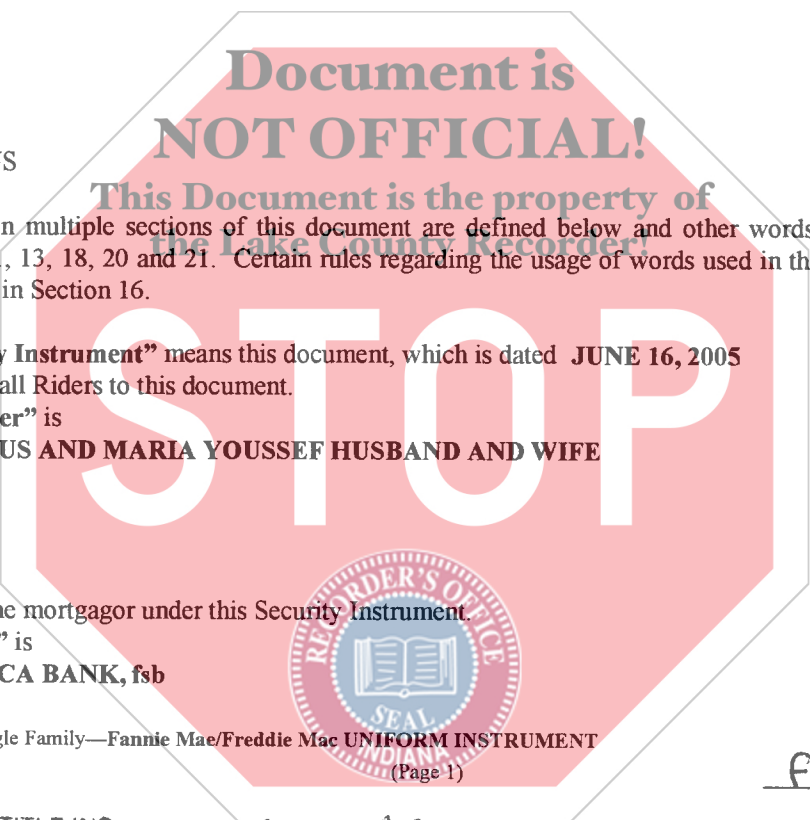 Document is
NOT OFFICIAL!
This Document is the property of
the Lake County Recorder!
S
n multiple sections of this document are defined below and other words
, 13, 18, 20 and 21. Certain rules regarding the usage of words used in th
in Section 16.
y Instrument” means this document, which is dated JUNE 16, 2005
all Riders to this document.
er” is
US AND MARIA YOUSSEF HUSBAND AND WIFE
STOP
ne mortgagor under this Security Instrument.
” is
CA BANK, fsb
RECORDER'S OFFICE
SEAL
INDIANA
gle Family—Fannie Mae/Freddie Mac UNIFORM INSTRUMENT
(Page 1)